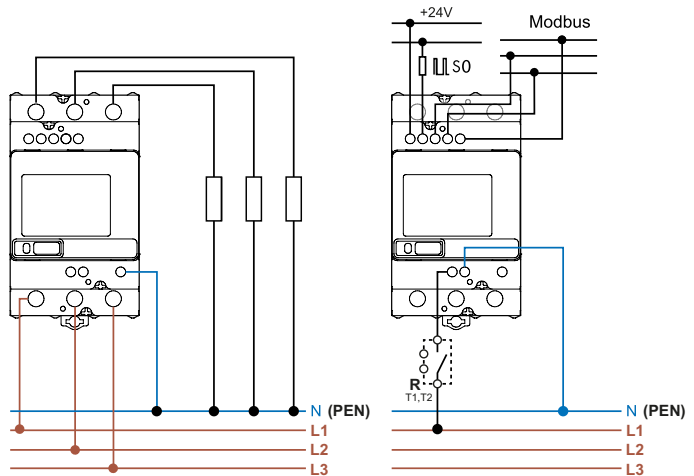 +24V
Modbus
S0
R
T1,T2
N (PEN)
L1
L2
L3
N (PEN)
L1
L2
L3